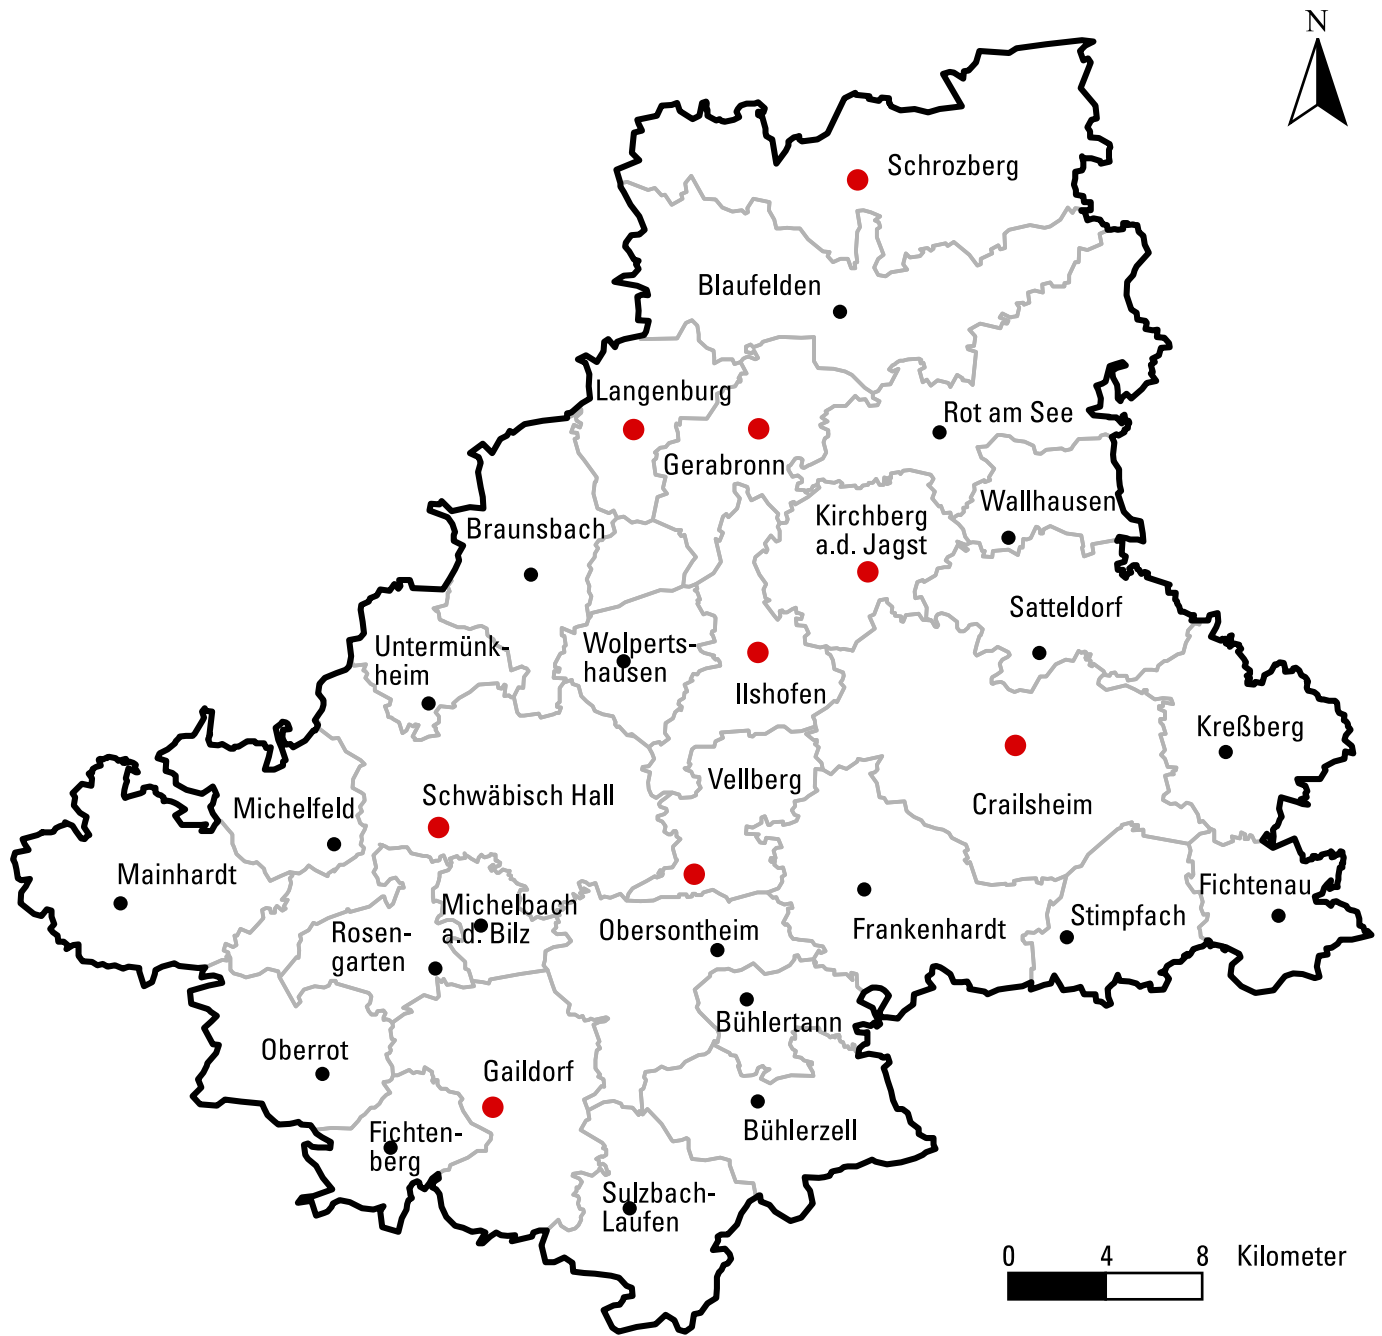 N
Schrozberg
Blaufelden
Langenburg
Rot am See
Gerabronn
Wallhausen
Kirchberg
a.d. Jagst
Braunsbach
Satteldorf
Untermünk-
heim
Wolperts-
hausen
Ilshofen
Kreßberg
Vellberg
Schwäbisch Hall
Crailsheim
Michelfeld
Mainhardt
Fichtenau
Michelbach
a.d. Bilz
Stimpfach
Rosen-
garten
Obersontheim
Frankenhardt
Bühlertann
Oberrot
Gaildorf
Bühlerzell
Fichten-
berg
Sulzbach-
Laufen
0 4 8 Kilometer